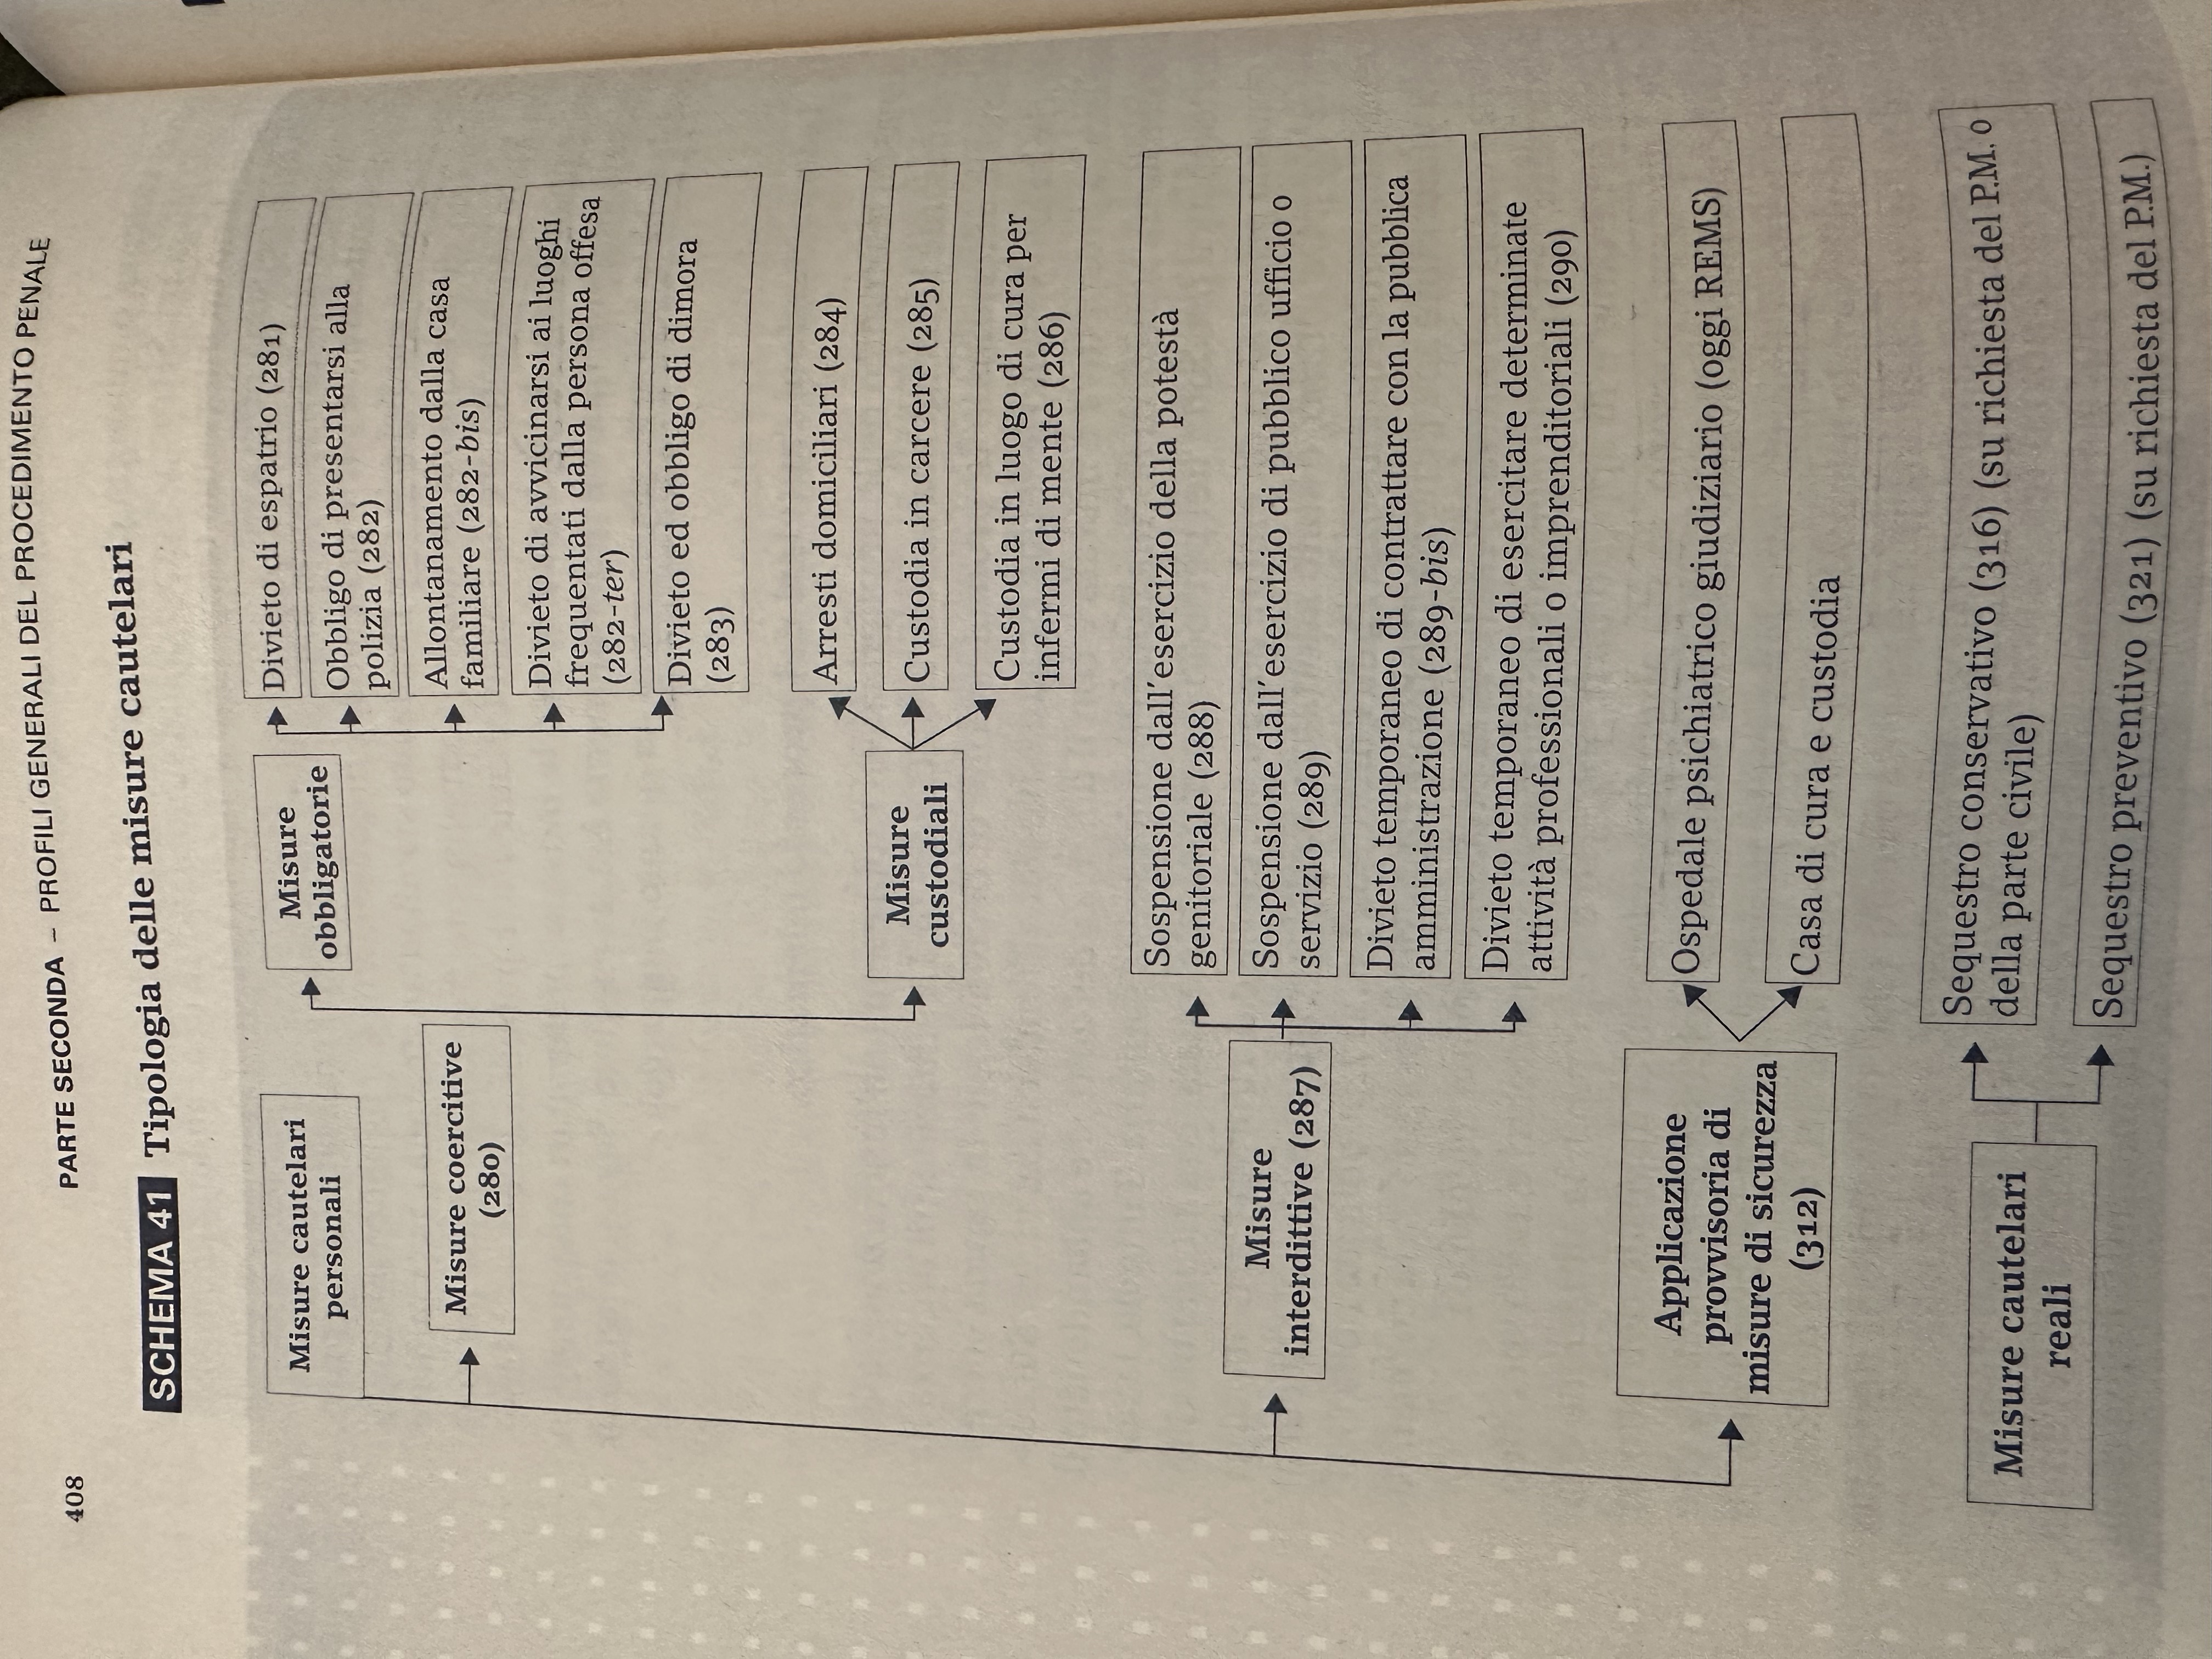 408
PARTE SECONDA – PROFILI GENERALI DEL PROCEDIMENTO PENALE
SCHEMA 41 Tipologia delle misure cautelari
Misure cautelari
personali
Misure coercitive
(280)
Misure
obbligatorie
Divieto di espatrio (281)
Obbligo di presentarsi alla
polizia (282)
Allontanamento dalla casa
familiare (282-bis)
Divieto di avvicinarsi ai luoghi
frequentati dalla persona offesa
(282-ter)
Divieto ed obbligo di dimora
(283)
Misure
custodiali
Arresti domiciliari (284)
Custodia in carcere (285)
Custodia in luogo di cura per
infermi di mente (286)
Misure
interdittive (287)
Sospensione dall'esercizio della potestà
genitoriale (288)
Sospensione dall'esercizio di pubblico ufficio o
servizio (289)
Divieto temporaneo di contrattare con la pubblica
amministrazione (289-bis)
Divieto temporaneo di esercitare determinate
attività professionali o imprenditoriali (290)
Applicazione
provvisoria di
misure di sicurezza
(312)
Ospedale psichiatrico giudiziario (oggi REMS)
Casa di cura e custodia
Misure cautelari
reali
Sequestro conservativo (316) (su richiesta del P.M. o
della parte civile)
Sequestro preventivo (321) (su richiesta del P.M.)